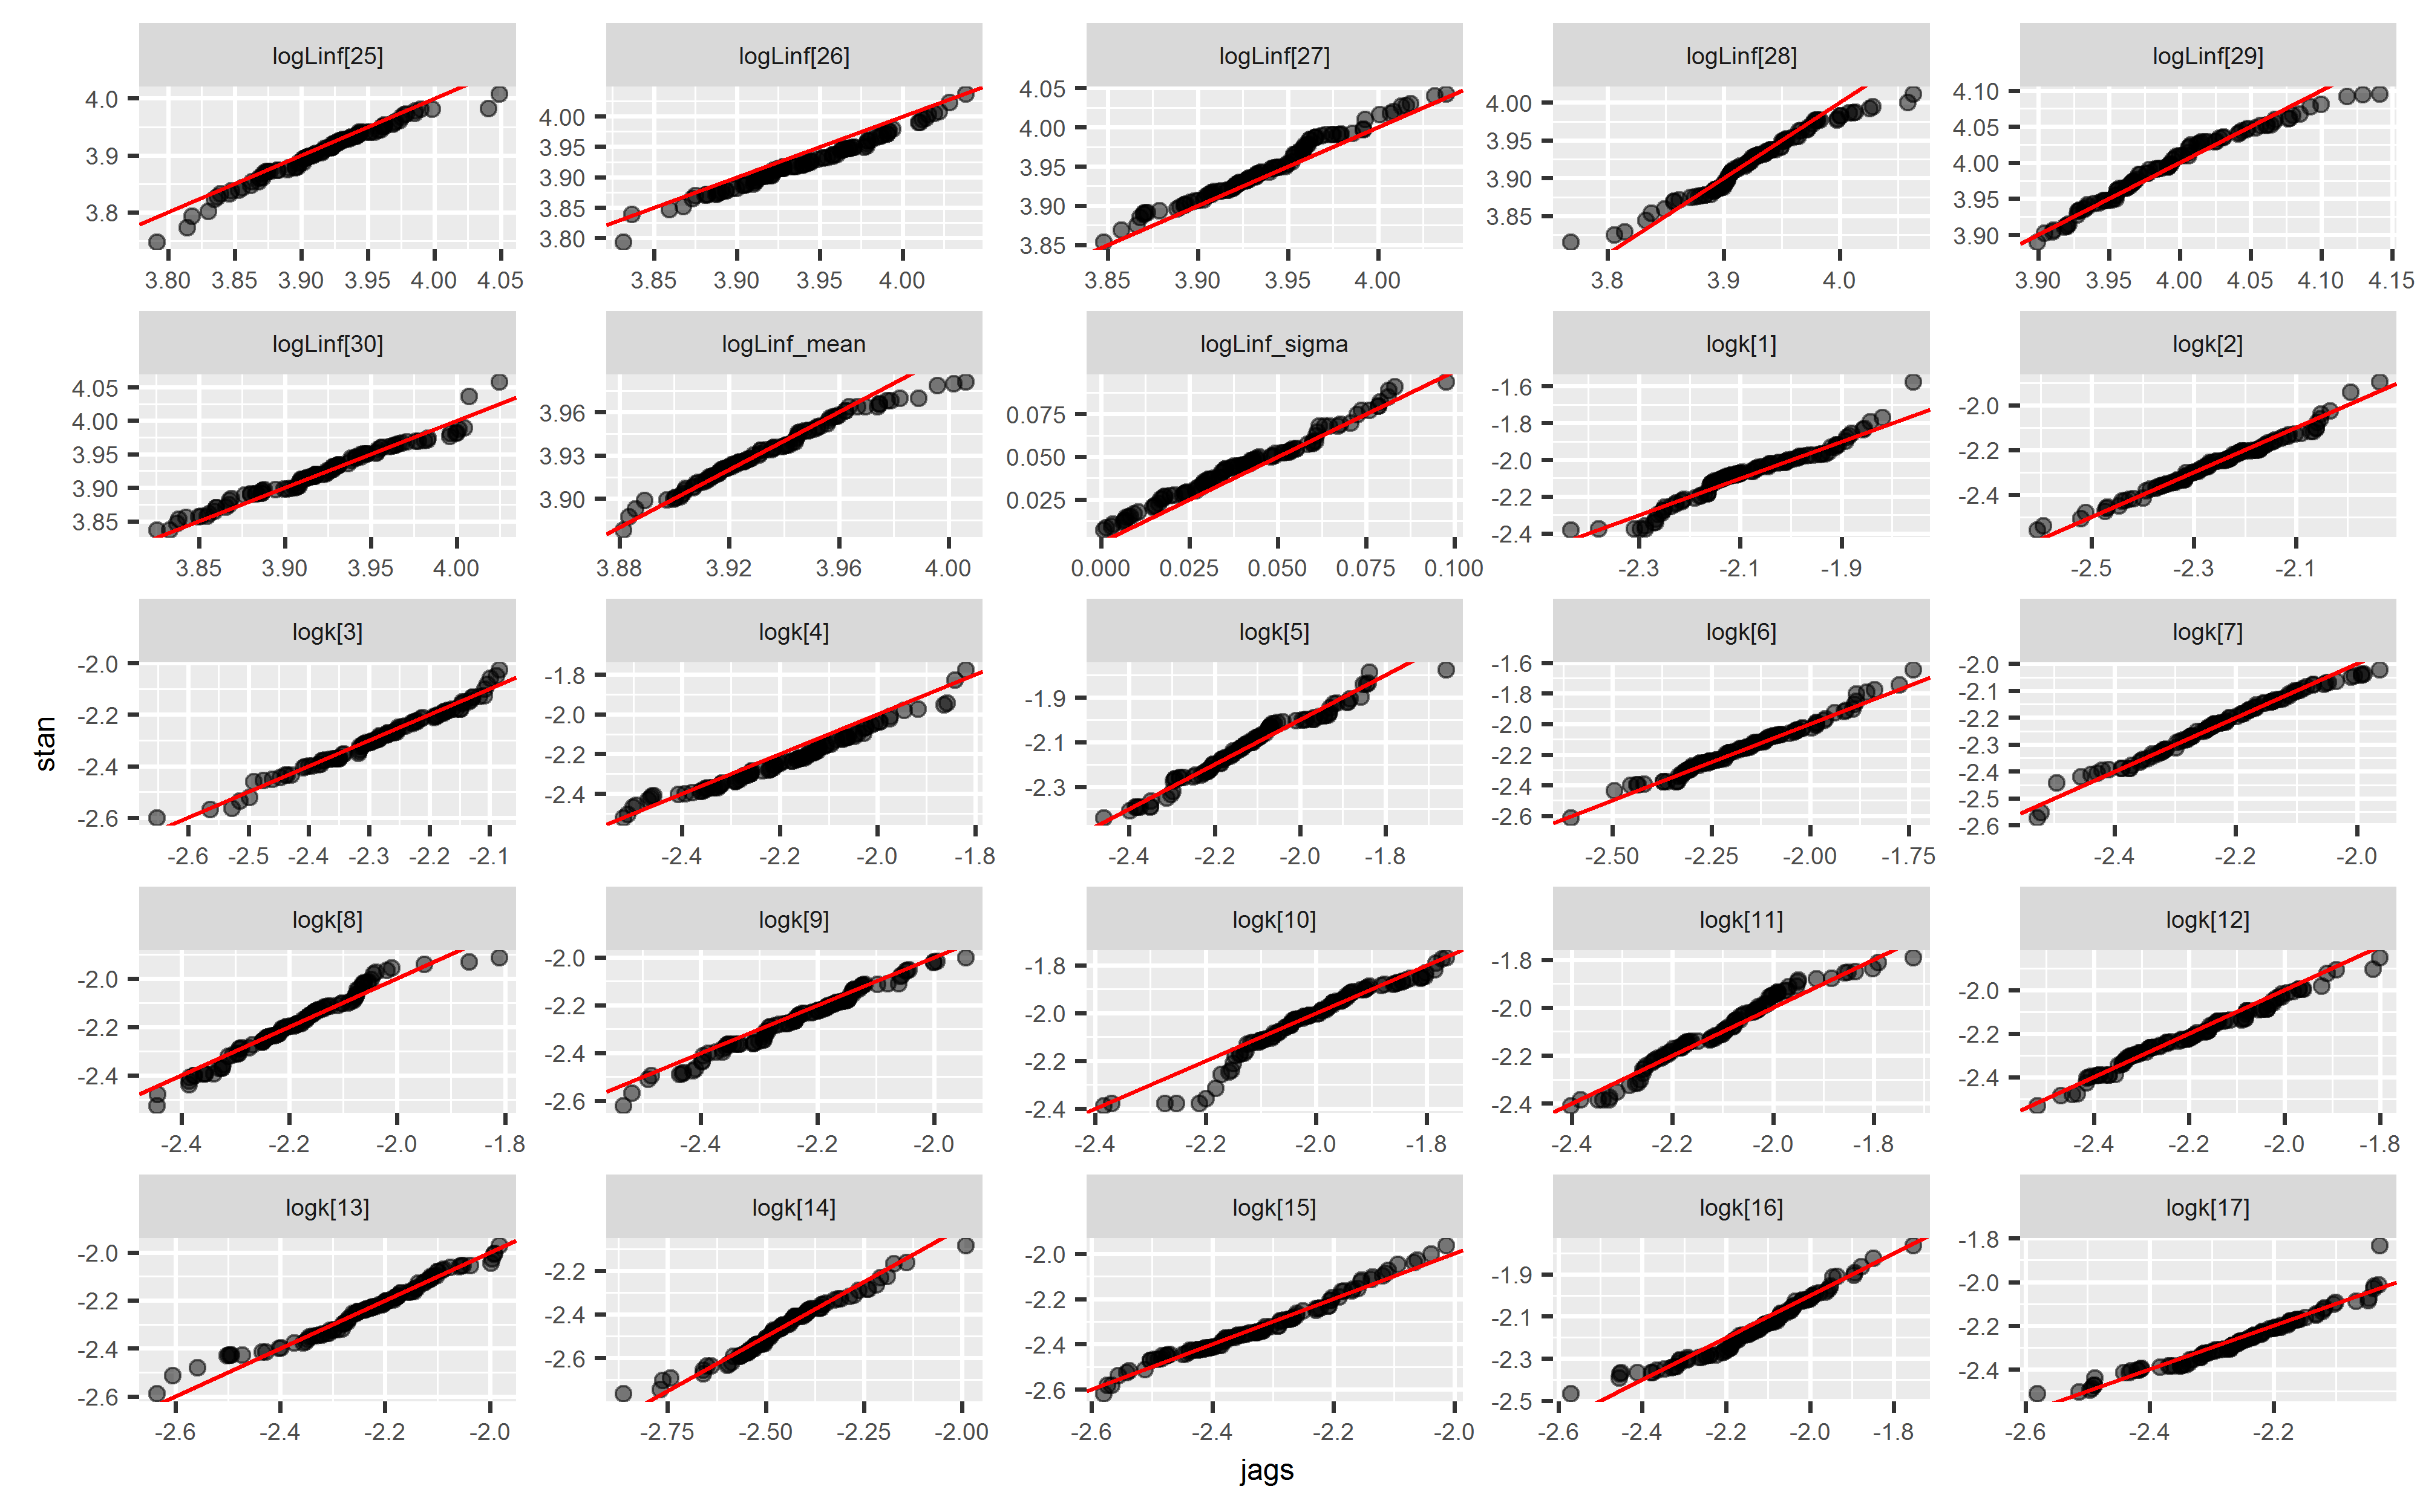 logLinf[25] logLinf[26] logLinf[27] logLinf[28] logLinf[29]
4.0 3.9 3.8
4.00 3.95 3.90 3.85 3.80
4.05 4.00 3.95 3.90 3.85
4.00 3.95 3.90 3.85
4.10 4.05 4.00 3.95 3.90
3.80 3.85 3.90 3.95 4.00 4.05
3.85 3.90 3.95 4.00
3.85 3.90 3.95 4.00
3.8 3.9 4.0
3.90 3.95 4.00 4.05 4.10 4.15
logLinf[30] logLinf_mean logLinf_sigma logk[1] logk[2]
4.05 4.00 3.95 3.90 3.85
3.96 3.93 3.90
0.075 0.050 0.025
-1.6 -1.8 -2.0 -2.2 -2.4
-2.0 -2.2 -2.4
3.85 3.90 3.95 4.00
3.88 3.92 3.96 4.00
0.000 0.025 0.050 0.075 0.100
-2.3 -2.1 -1.9
-2.5 -2.3 -2.1
logk[3] logk[4] logk[5] logk[6] logk[7]
-2.0 -2.2 -2.4 -2.6
-1.8 -2.0 -2.2 -2.4
-1.9 -2.1 -2.3
-1.6 -1.8 -2.0 -2.2 -2.4 -2.6
-2.0 -2.1 -2.2 -2.3 -2.4 -2.5 -2.6
-2.6 -2.5 -2.4 -2.3 -2.2 -2.1
-2.4 -2.2 -2.0 -1.8
-2.4 -2.2 -2.0 -1.8
-2.50 -2.25 -2.00 -1.75
-2.4 -2.2 -2.0
stan
logk[8] logk[9] logk[10] logk[11] logk[12]
-2.0 -2.2 -2.4
-2.0 -2.2 -2.4 -2.6
-1.8 -2.0 -2.2 -2.4
-1.8 -2.0 -2.2 -2.4
-2.0 -2.2 -2.4
-2.4 -2.2 -2.0 -1.8
-2.4 -2.2 -2.0
-2.4 -2.2 -2.0 -1.8
-2.4 -2.2 -2.0 -1.8
-2.4 -2.2 -2.0 -1.8
logk[13] logk[14] logk[15] logk[16] logk[17]
-2.0 -2.2 -2.4 -2.6
-2.2 -2.4 -2.6
-2.0 -2.2 -2.4 -2.6
-1.9 -2.1 -2.3 -2.5
-1.8 -2.0 -2.2 -2.4
-2.6 -2.4 -2.2 -2.0
-2.75 -2.50 -2.25 -2.00
-2.6 -2.4 -2.2 -2.0
-2.6 -2.4 -2.2 -2.0 -1.8
-2.6 -2.4 -2.2
jags